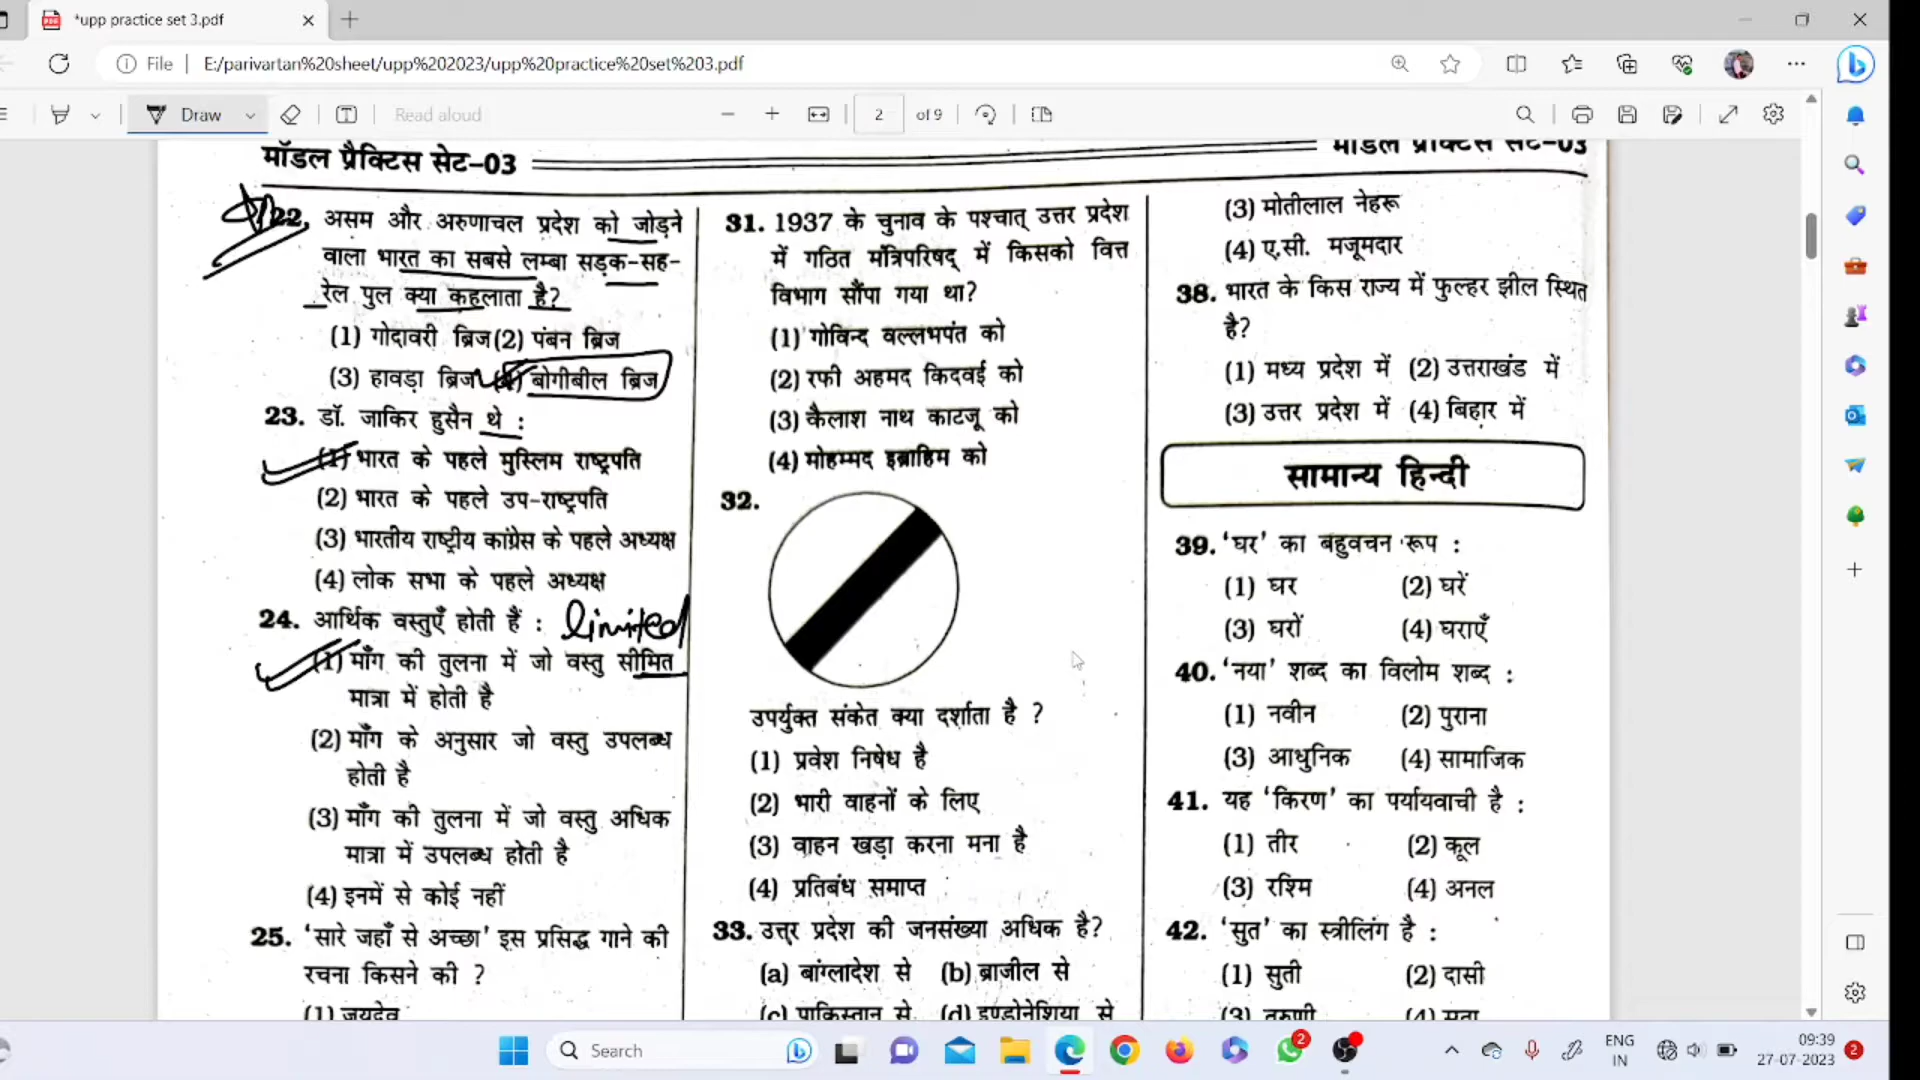 *upp practice set 3.pdf
File
E:/parivartan%20sheet/upp%202023/upp%20practice%20set%203.pdf
Draw
Read aloud
2
of 9
मॉडल प्रैक्टिस सेट–03
मॉडल प्रैक्टिस सेट–03
22. असम और अरुणाचल प्रदेश को जोड़ने
वाला भारत का सबसे लम्बा सड़क-सह-
रेल पुल क्या कहलाता है?
(1) गोदावरी ब्रिज (2) पंबन ब्रिज
(3) हावड़ा ब्रिज (4) बोगीबील ब्रिज
23. डॉ. जाकिर हुसैन थे :
(1) भारत के पहले मुस्लिम राष्ट्रपति
(2) भारत के पहले उप-राष्ट्रपति
(3) भारतीय राष्ट्रीय कांग्रेस के पहले अध्यक्ष
(4) लोक सभा के पहले अध्यक्ष
24. आर्थिक वस्तुएँ होती हैं : limited
(1) माँग की तुलना में जो वस्तु सीमित
मात्रा में होती है
(2) माँग के अनुसार जो वस्तु उपलब्ध
होती है
(3) माँग की तुलना में जो वस्तु अधिक
मात्रा में उपलब्ध होती है
(4) इनमें से कोई नहीं
25. ‘सारे जहाँ से अच्छा’ इस प्रसिद्ध गाने की
रचना किसने की ?
(1) जयदेव
31. 1937 के चुनाव के पश्चात् उत्तर प्रदेश
में गठित मंत्रिपरिषद् में किसको वित्त
विभाग सौंपा गया था?
(1) गोविन्द वल्लभपंत को
(2) रफी अहमद किदवई को
(3) कैलाश नाथ काटजू को
(4) मोहम्मद इब्राहिम को
32.
उपर्युक्त संकेत क्या दर्शाता है ?
(1) प्रवेश निषेध है
(2) भारी वाहनों के लिए
(3) वाहन खड़ा करना मना है
(4) प्रतिबंध समाप्त
33. उत्तर प्रदेश की जनसंख्या अधिक है?
(a) बांग्लादेश से (b) ब्राजील से
(c) पाकिस्तान से (d) इण्डोनेशिया से
(3) मोतीलाल नेहरू
(4) ए.सी. मजूमदार
38. भारत के किस राज्य में फुल्हर झील स्थित
है?
(1) मध्य प्रदेश में (2) उत्तराखंड में
(3) उत्तर प्रदेश में (4) बिहार में
सामान्य हिन्दी
39. ‘घर’ का बहुवचन रूप :
(1) घर (2) घरें
(3) घरों (4) घराएँ
40. ‘नया’ शब्द का विलोम शब्द :
(1) नवीन (2) पुराना
(3) आधुनिक (4) सामाजिक
41. यह ‘किरण’ का पर्यायवाची है :
(1) तीर (2) कूल
(3) रश्मि (4) अनल
42. ‘सुत’ का स्त्रीलिंग है :
(1) सुती (2) दासी
(3) तरुणी (4) सुता
Search
2
ENG
IN
09:39
27-07-2023
2